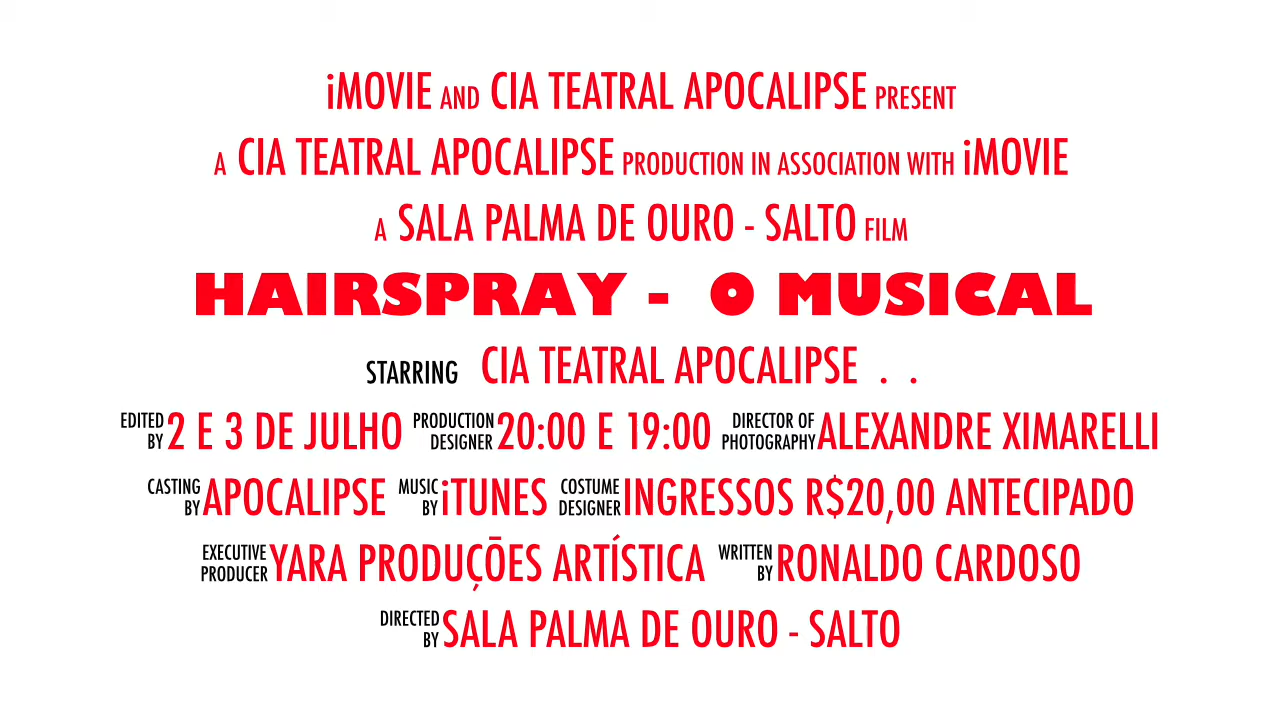 iMOVIE AND CIA TEATRAL APOCALIPSE PRESENT
A CIA TEATRAL APOCALIPSE PRODUCTION IN ASSOCIATION WITH iMOVIE
A SALA PALMA DE OURO - SALTO FILM
HAIRSPRAY - O MUSICAL
STARRING CIA TEATRAL APOCALIPSE . .
EDITED BY 2 E 3 DE JULHO PRODUCTION DESIGNER 20:00 E 19:00 DIRECTOR OF PHOTOGRAPHY ALEXANDRE XIMARELLI
CASTING BY APOCALIPSE MUSIC BY iTUNES COSTUME DESIGNER INGRESSOS R$20,00 ANTECIPADO
EXECUTIVE PRODUCER YARA PRODUÇŌES ARTÍSTICA WRITTEN BY RONALDO CARDOSO
DIRECTED BY SALA PALMA DE OURO - SALTO